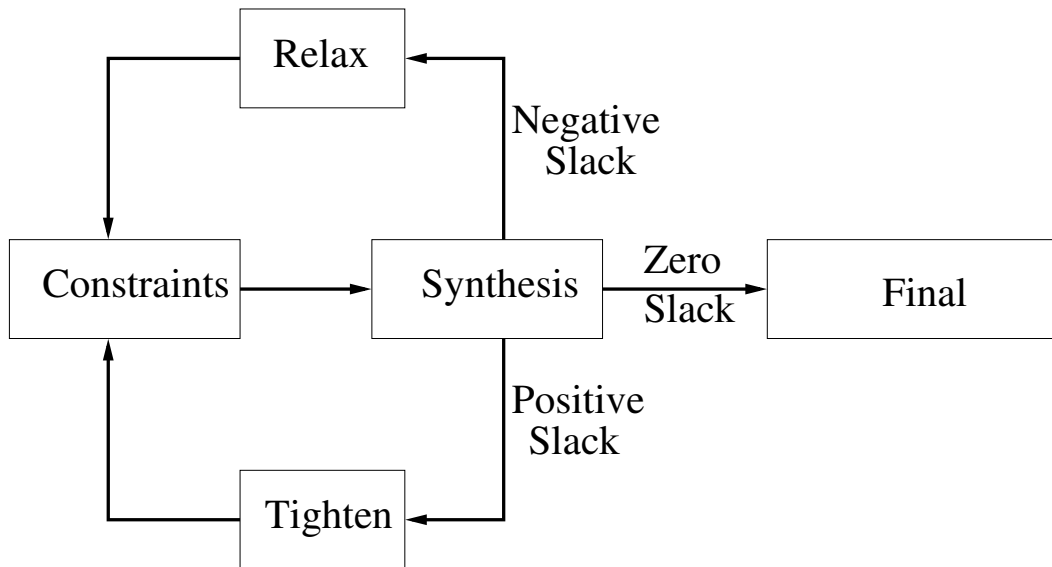 Relax
Negative
Slack
Constraints
Synthesis
Zero
Slack
Final
Positive
Slack
Tighten